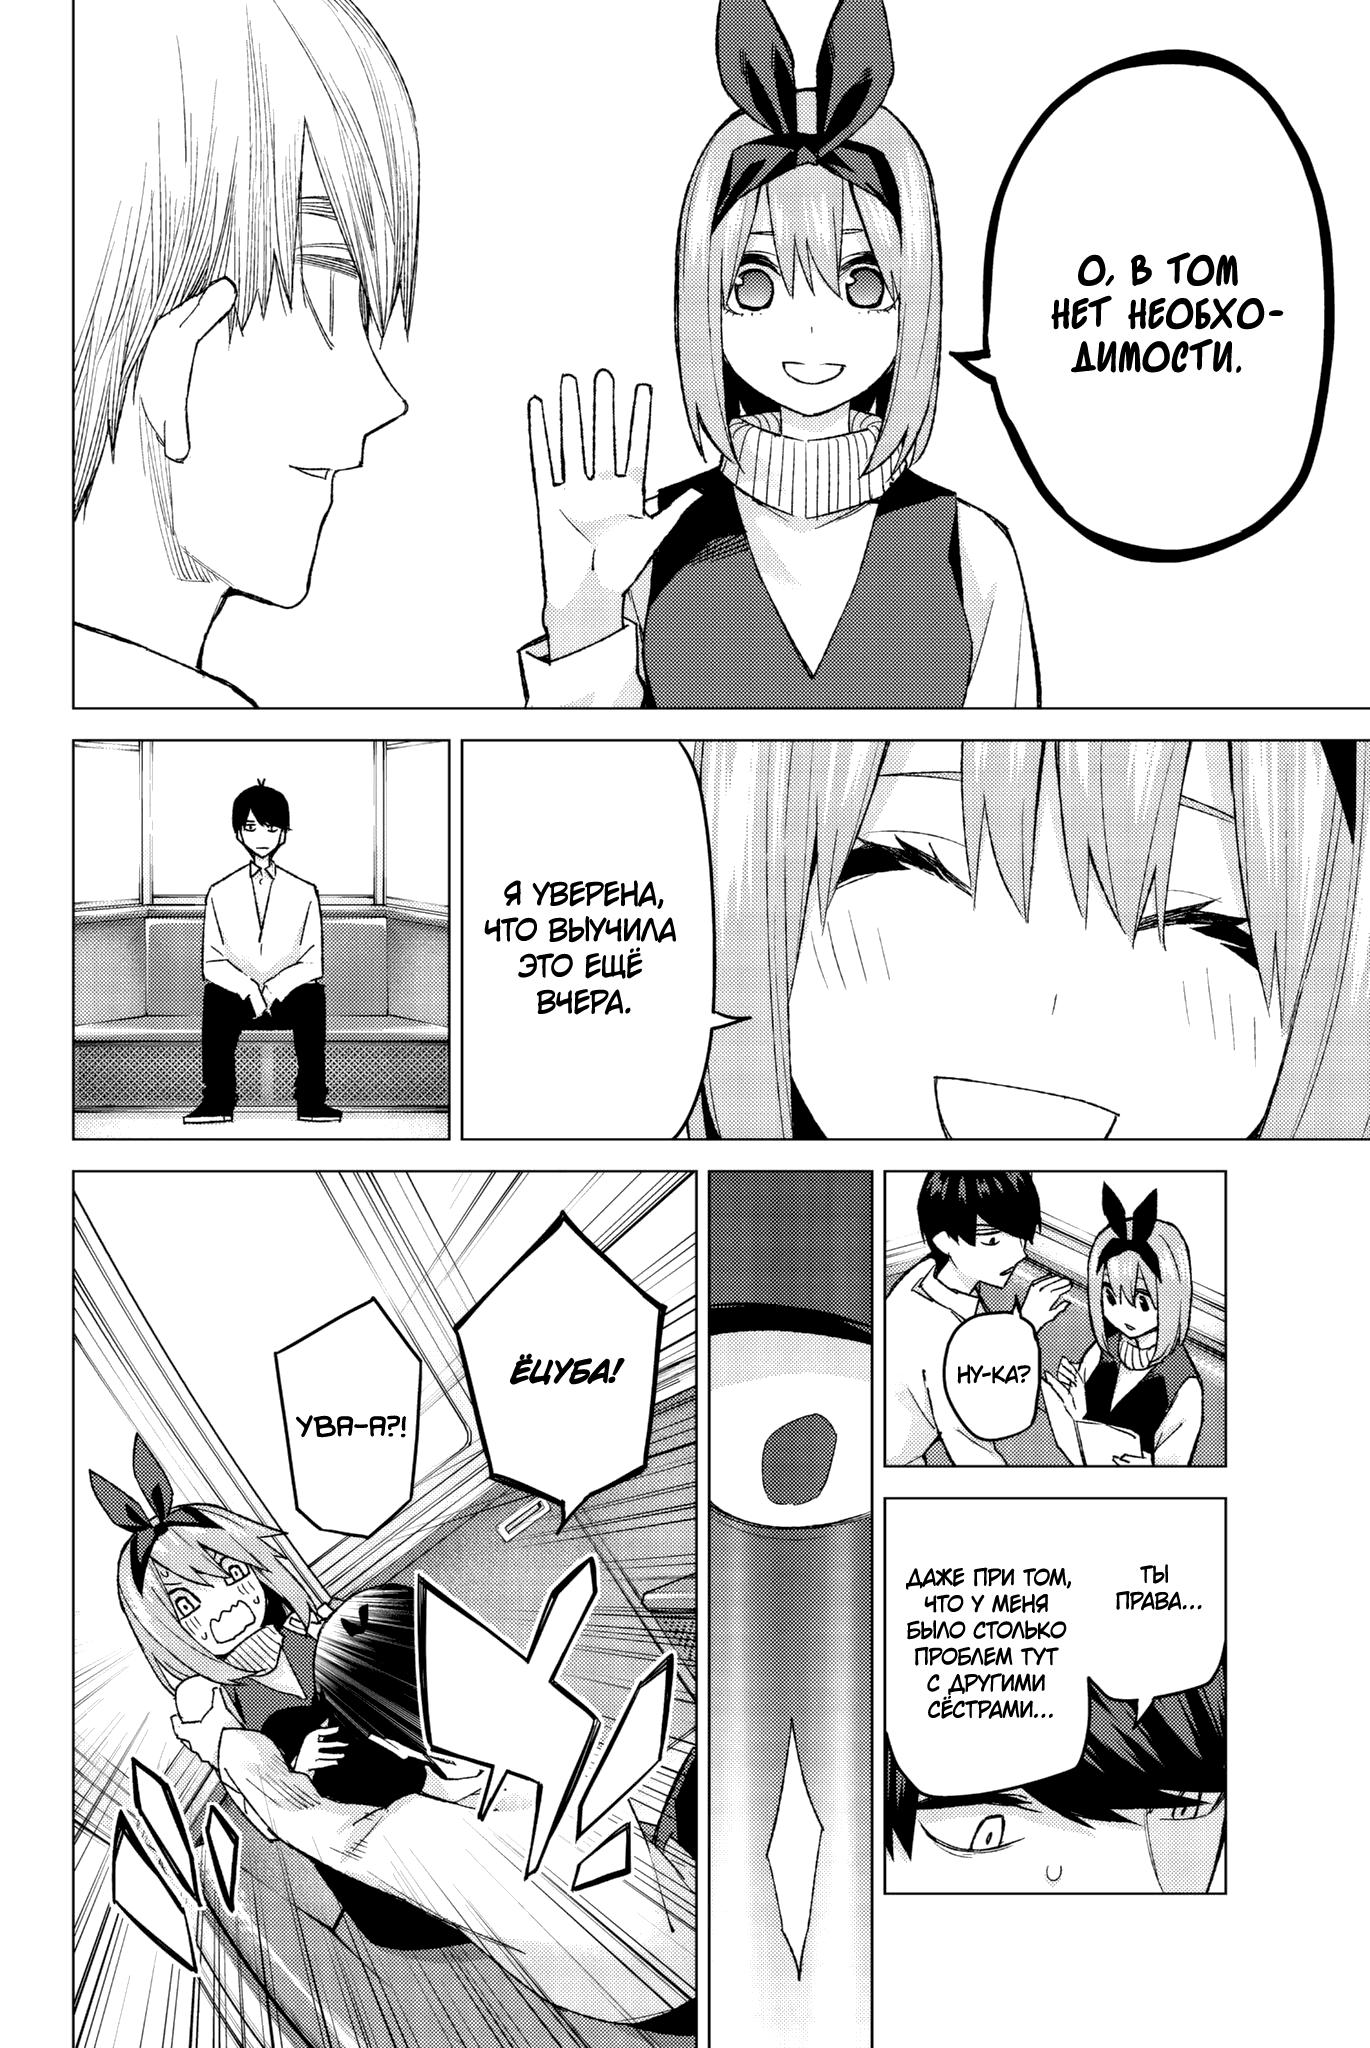 О, В ТОМ
НЕТ НЕОБХО-
ДИМОСТИ.
Я УВЕРЕНА,
ЧТО ВЫУЧИЛА
ЭТО ЕЩЁ
ВЧЕРА.
НУ-КА?
ТЫ
ПРАВА...
ДАЖЕ ПРИ ТОМ,
ЧТО У МЕНЯ
БЫЛО СТОЛЬКО
ПРОБЛЕМ ТУТ
С ДРУГИМИ
СЁСТРАМИ...
ЁЦУБА!
УВА-А?!